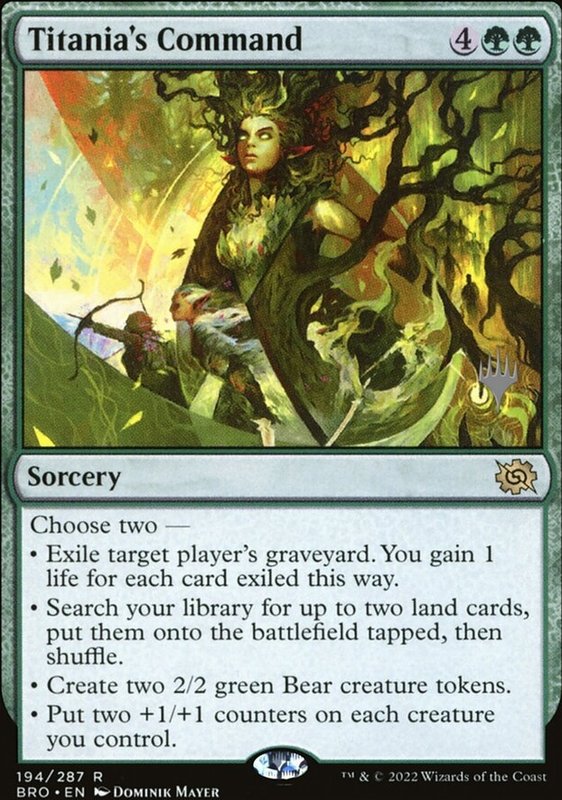 Titania's Command 4
Sorcery
Choose two —
• Exile target player's graveyard. You gain 1
life for each card exiled this way.
• Search your library for up to two land cards,
put them onto the battlefield tapped, then
shuffle.
• Create two 2/2 green Bear creature tokens.
• Put two +1/+1 counters on each creature
you control.
194/287 R
BRO • EN DOMINIK MAYER
™ & © 2022 Wizards of the Coast